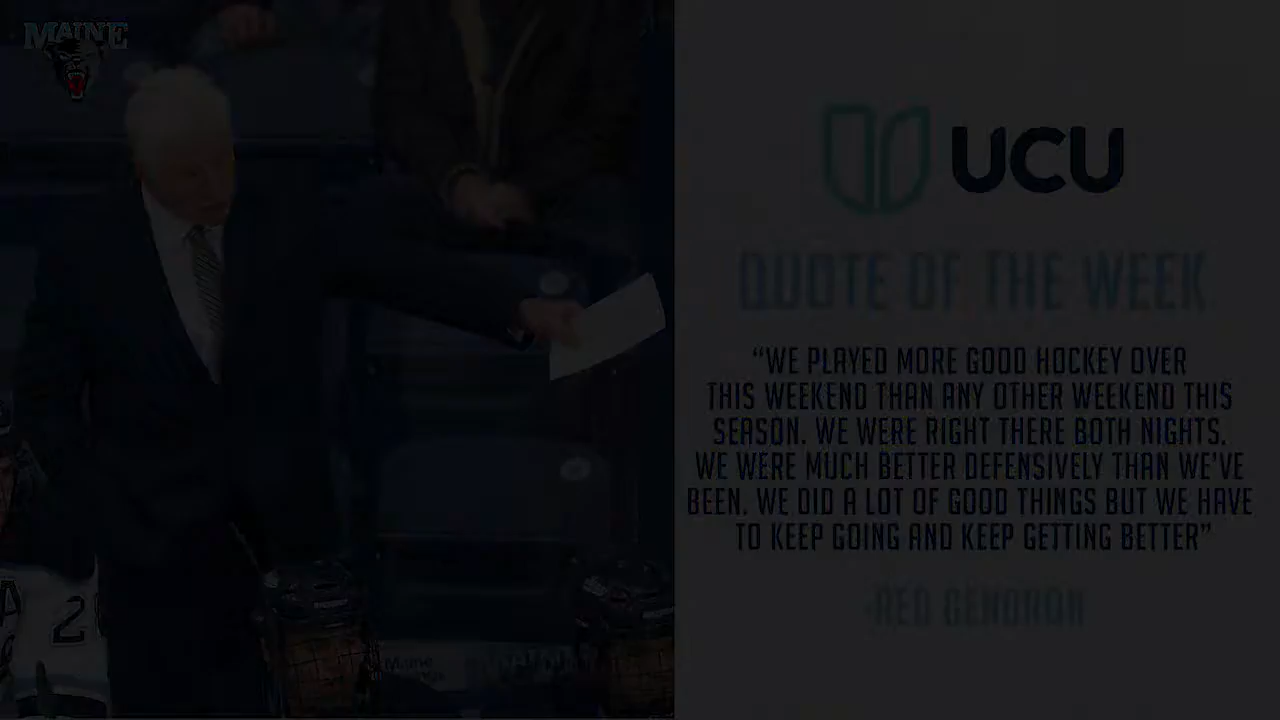 MAINE
UCU
QUOTE OF THE WEEK
“WE PLAYED MORE GOOD HOCKEY OVER
THIS WEEKEND THAN ANY OTHER WEEKEND THIS
SEASON. WE WERE RIGHT THERE BOTH NIGHTS.
WE WERE MUCH BETTER DEFENSIVELY THAN WE’VE
BEEN. WE DID A LOT OF GOOD THINGS BUT WE HAVE
TO KEEP GOING AND KEEP GETTING BETTER”
-RED GENDRON
2
Maine